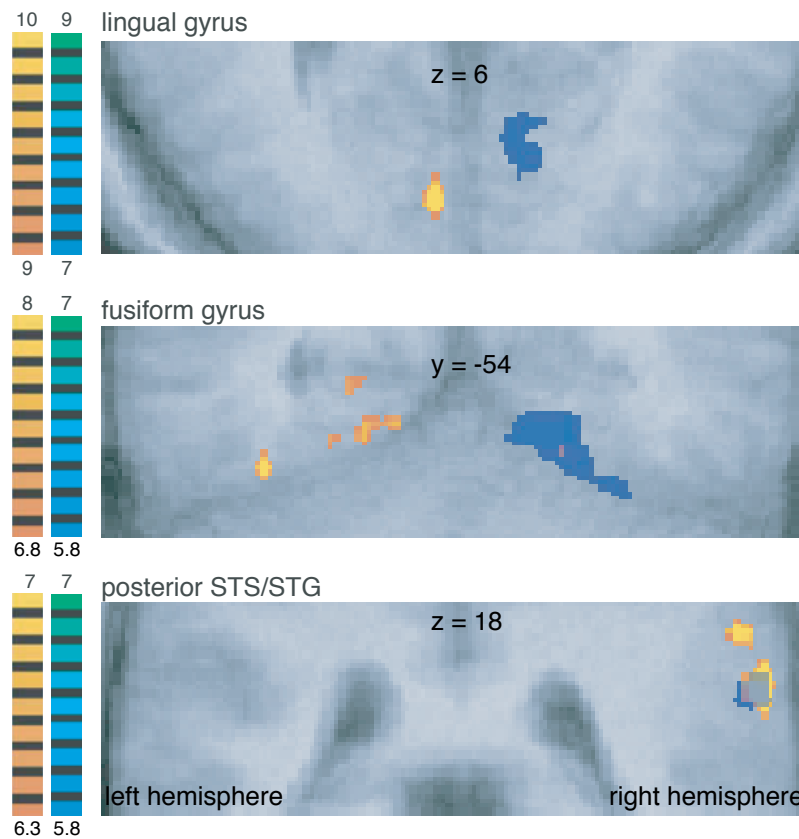 10 9 lingual gyrus
z = 6
9 7
8 7 fusiform gyrus
y = -54
6.8 5.8
7 7 posterior STS/STG
z = 18
left hemisphere right hemisphere
6.3 5.8